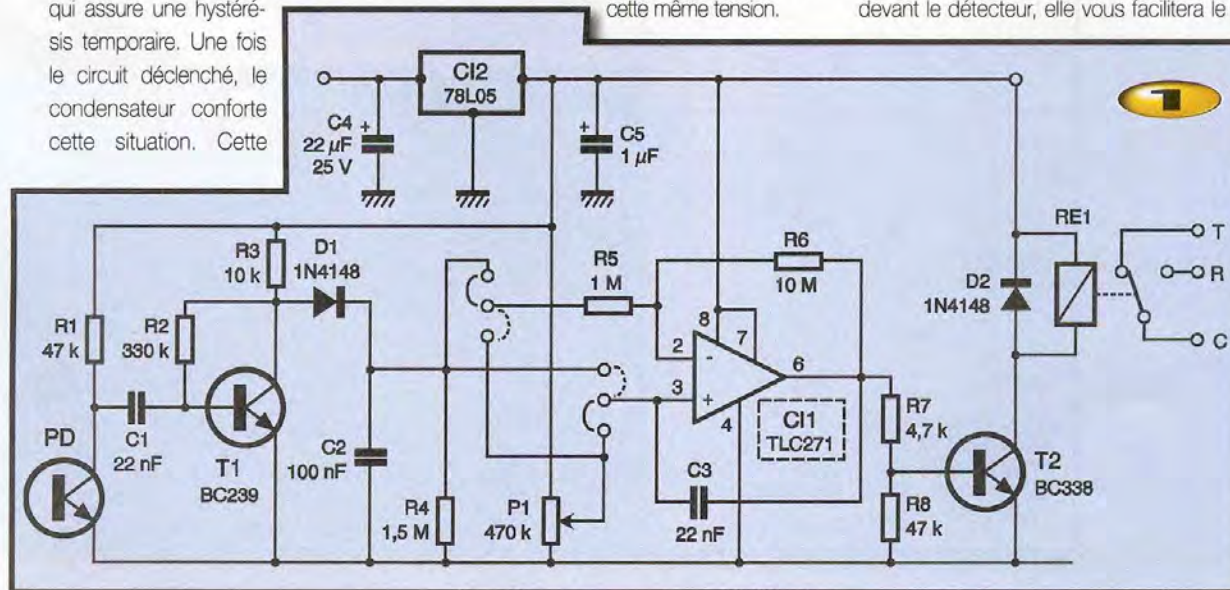 qui assure une hystéré-
sis temporaire. Une fois
le circuit déclenché, le
condensateur conforte
cette situation. Cette
cette même tension.
devant le détecteur, elle vous facilitera le
1
CI2
78L05
C4
22 µF
25 V
+
C5
1 µF
+
R3
10 k
D1
1N4148
R1
47 k
R2
330 k
PD
C1
22 nF
T1
BC239
C2
100 nF
R4
1,5 M
P1
470 k
R5
1 M
R6
10 M
8
7
2
-
3
+
6
4
CI1
TLC271
C3
22 nF
R7
4,7 k
R8
47 k
T2
BC338
D2
1N4148
RE1
T
R
C